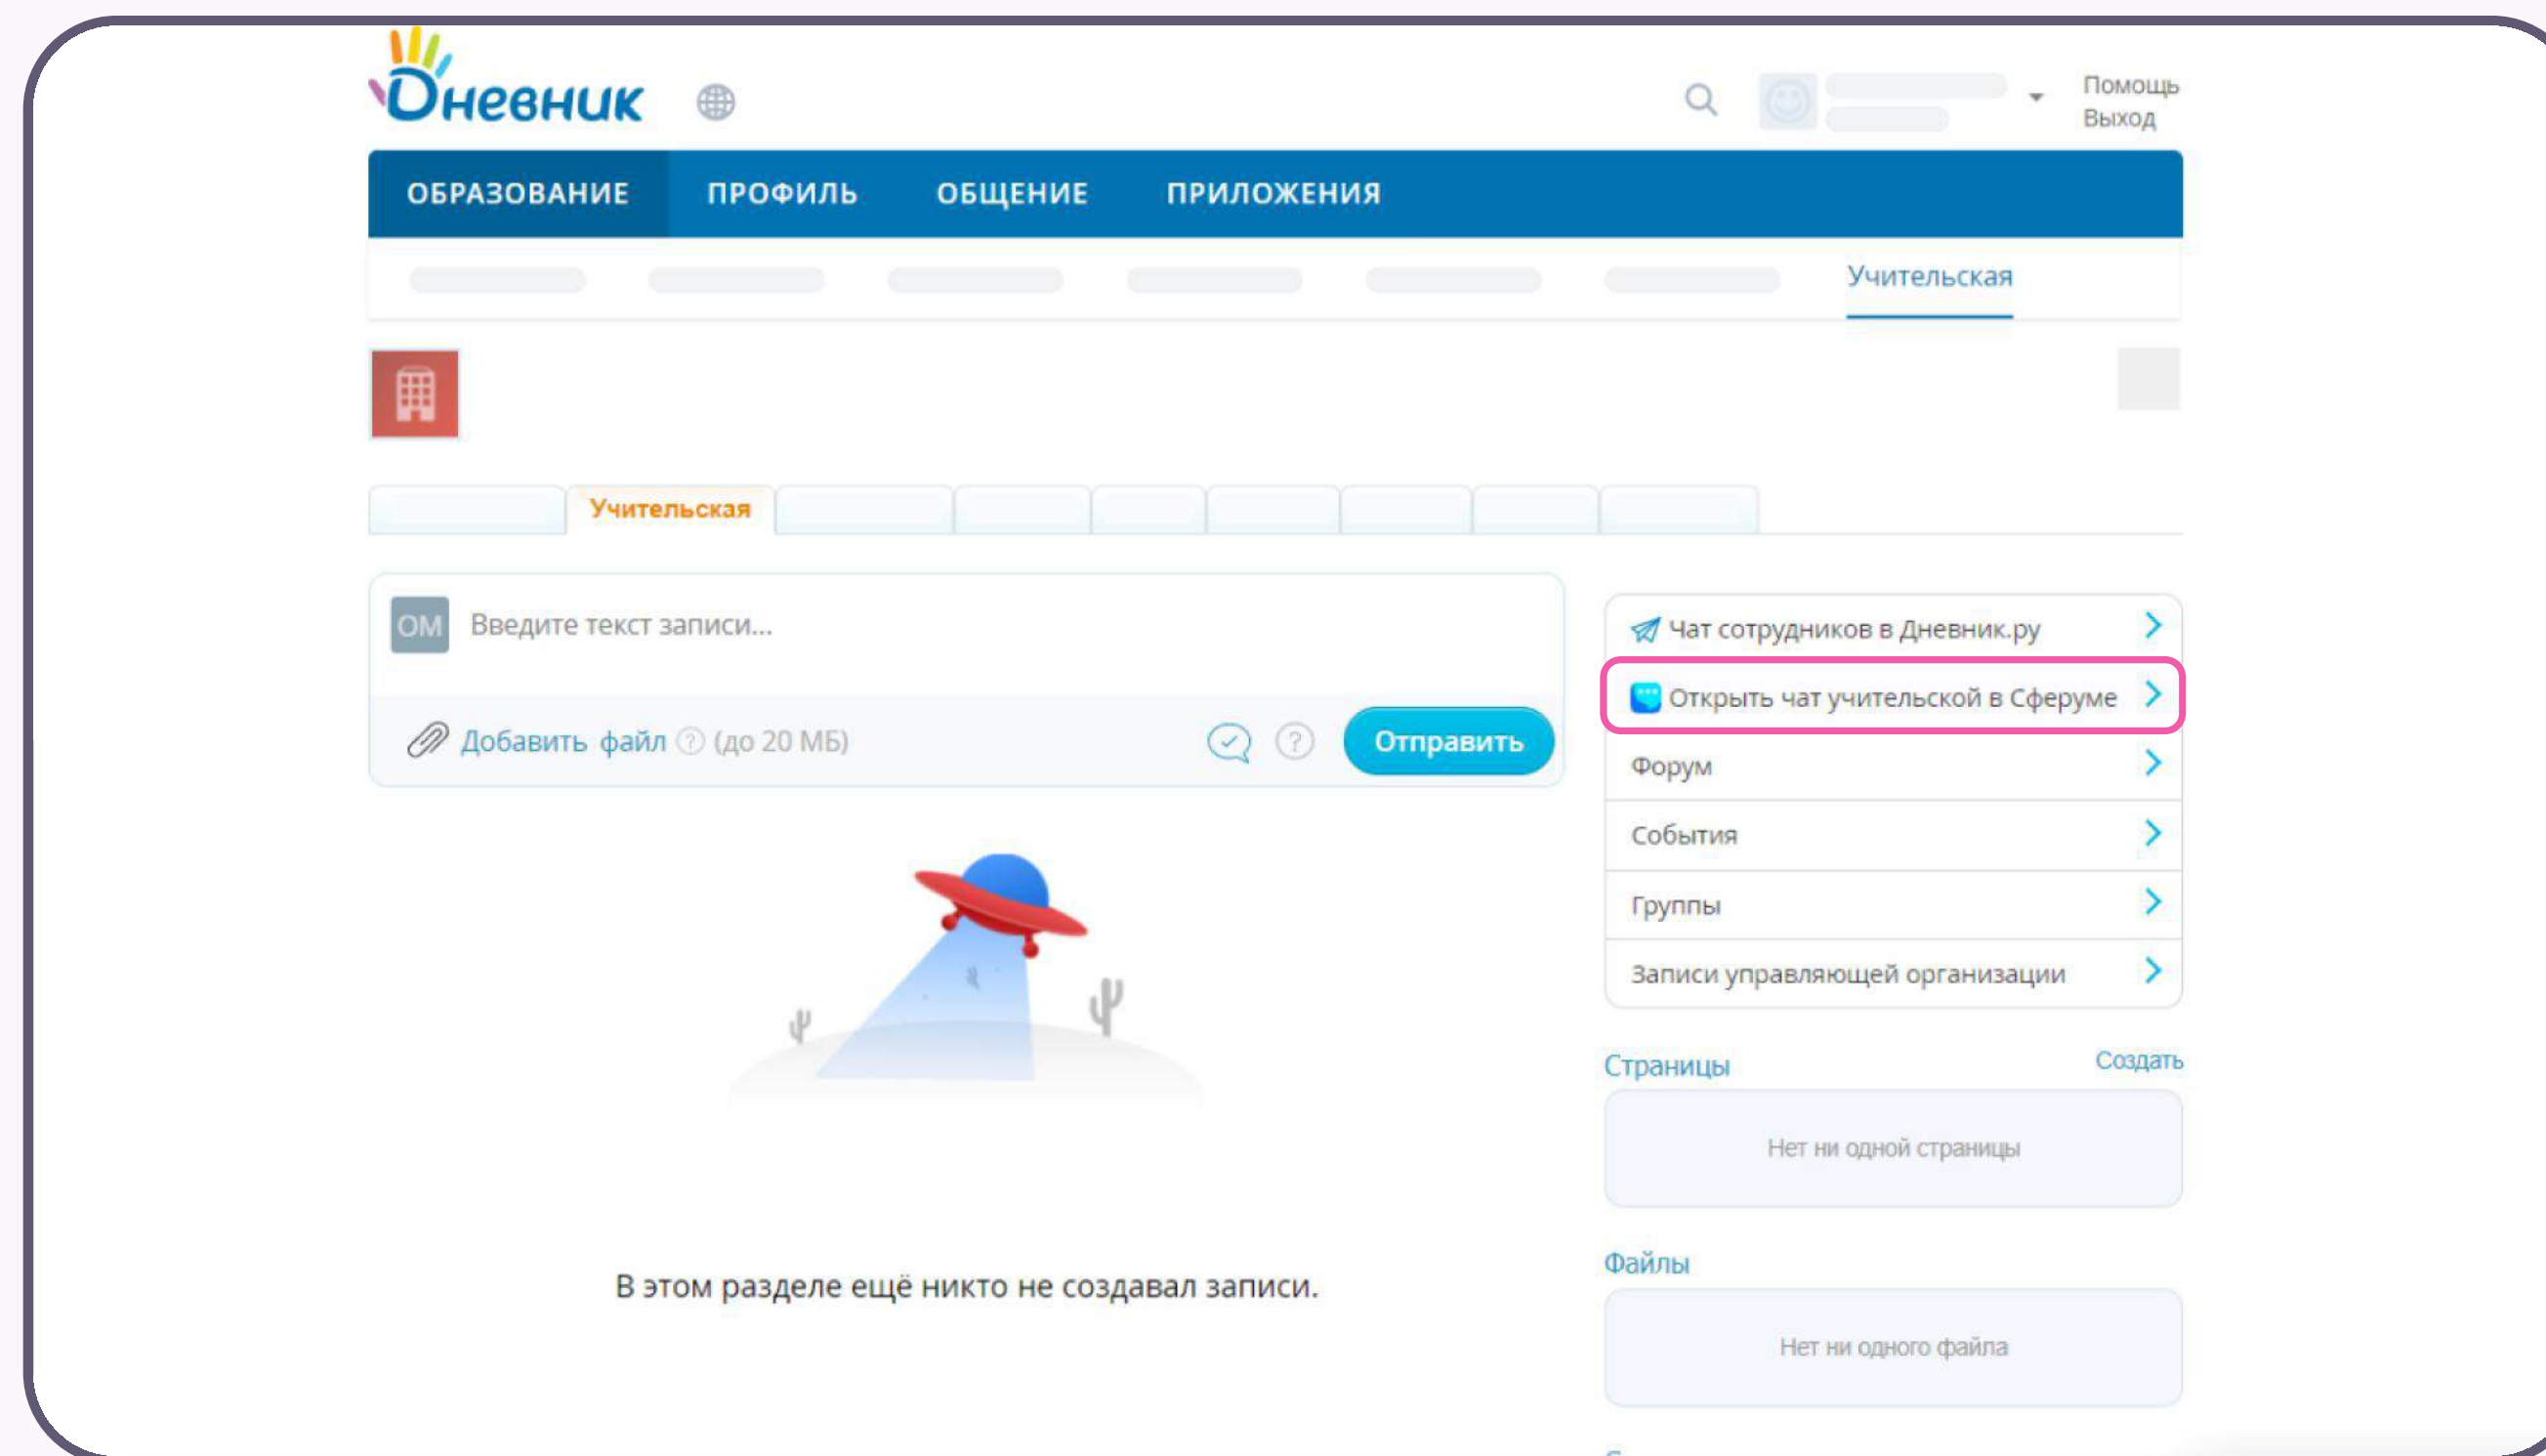 Дневник
Помощь
Выход
ОБРАЗОВАНИЕ ПРОФИЛЬ ОБЩЕНИЕ ПРИЛОЖЕНИЯ
Учительская
Учительская
ОМ Введите текст записи...
Добавить файл ? (до 20 МБ) ? Отправить
В этом разделе ещё никто не создавал записи.
Чат сотрудников в Дневник.ру
Открыть чат учительской в Сферуме
Форум
События
Группы
Записи управляющей организации
Страницы Создать
Нет ни одной страницы
Файлы
Нет ни одного файла